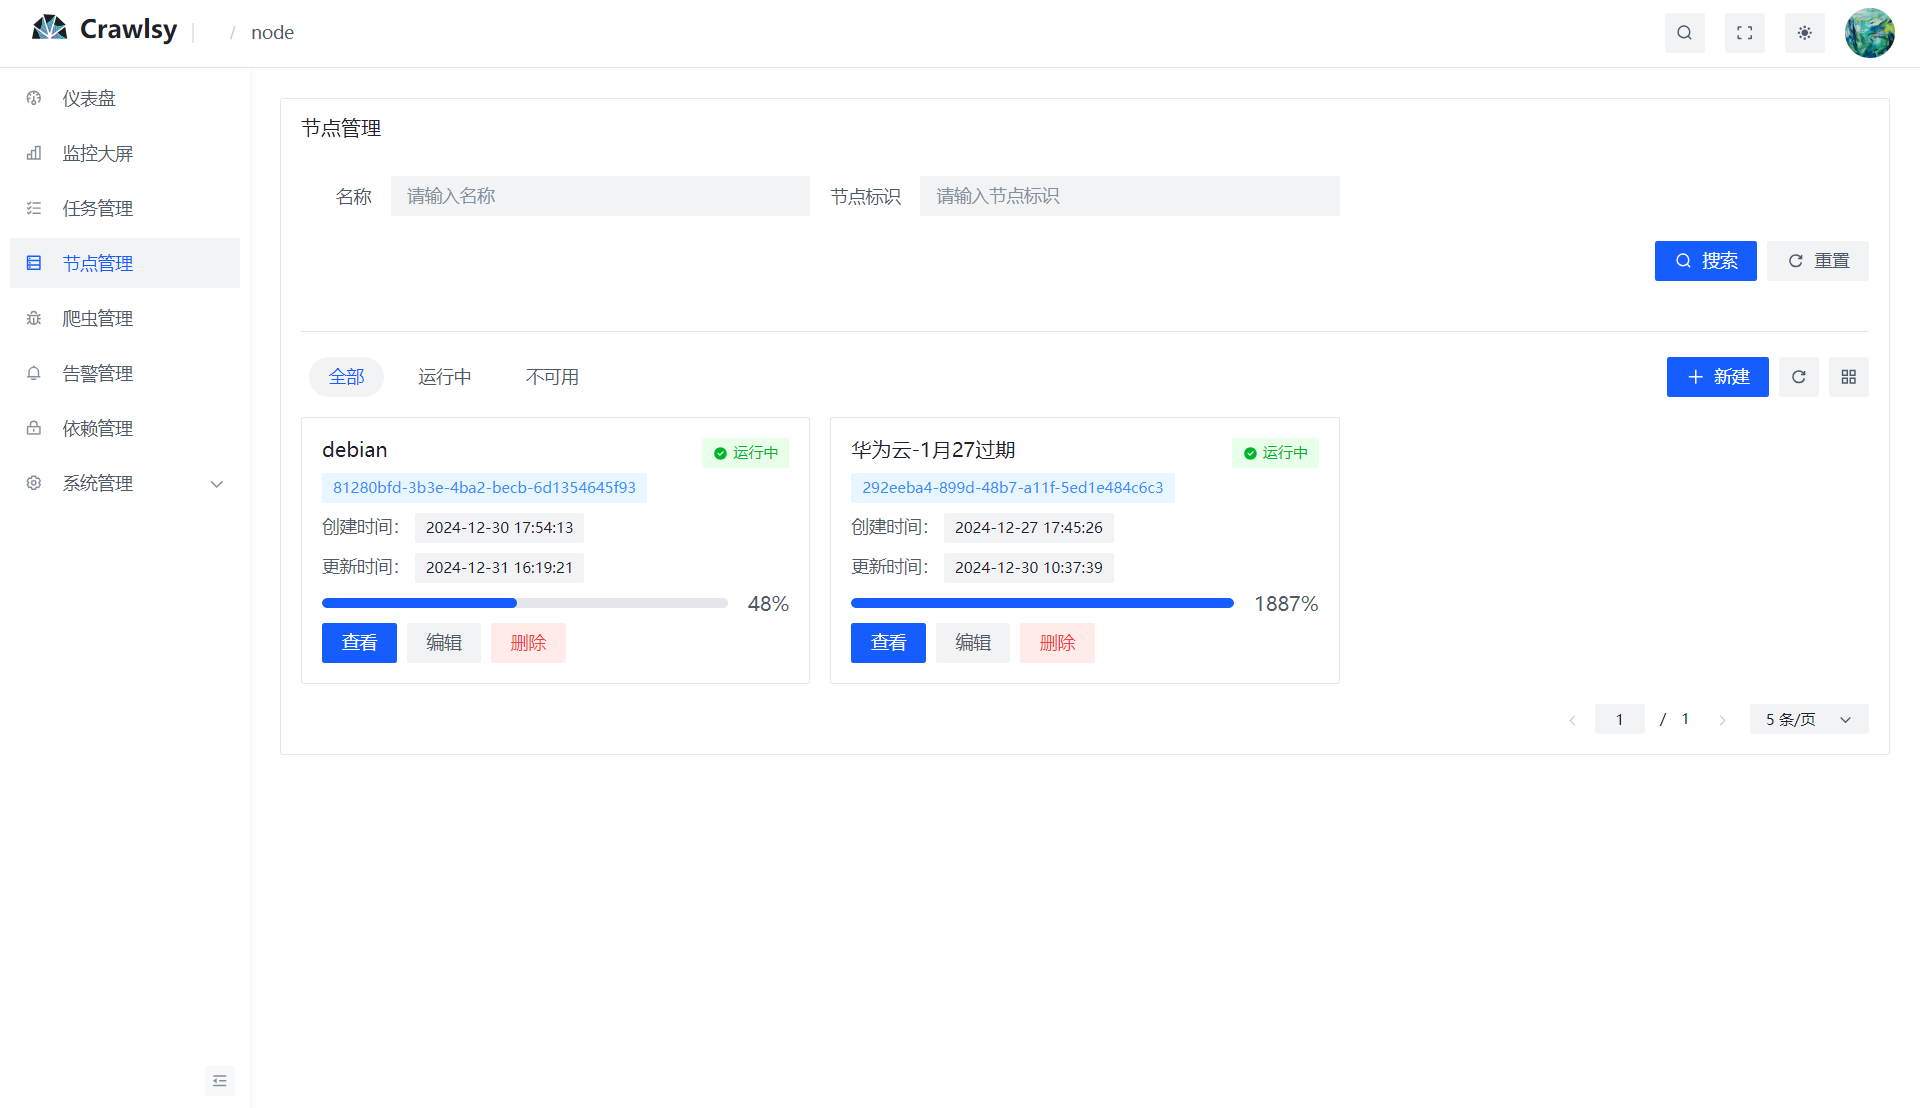 Crawlsy
/ node
仪表盘
监控大屏
任务管理
节点管理
爬虫管理
告警管理
依赖管理
系统管理
节点管理
名称 请输入名称 节点标识 请输入节点标识
搜索 重置
全部 运行中 不可用 新建
debian 运行中
81280bfd-3b3e-4ba2-becb-6d1354645f93
创建时间： 2024-12-30 17:54:13
更新时间： 2024-12-31 16:19:21
48%
查看 编辑 删除
华为云-1月27过期 运行中
292eeba4-899d-48b7-a11f-5ed1e484c6c3
创建时间： 2024-12-27 17:45:26
更新时间： 2024-12-30 10:37:39
1887%
查看 编辑 删除
1 / 1 5 条/页